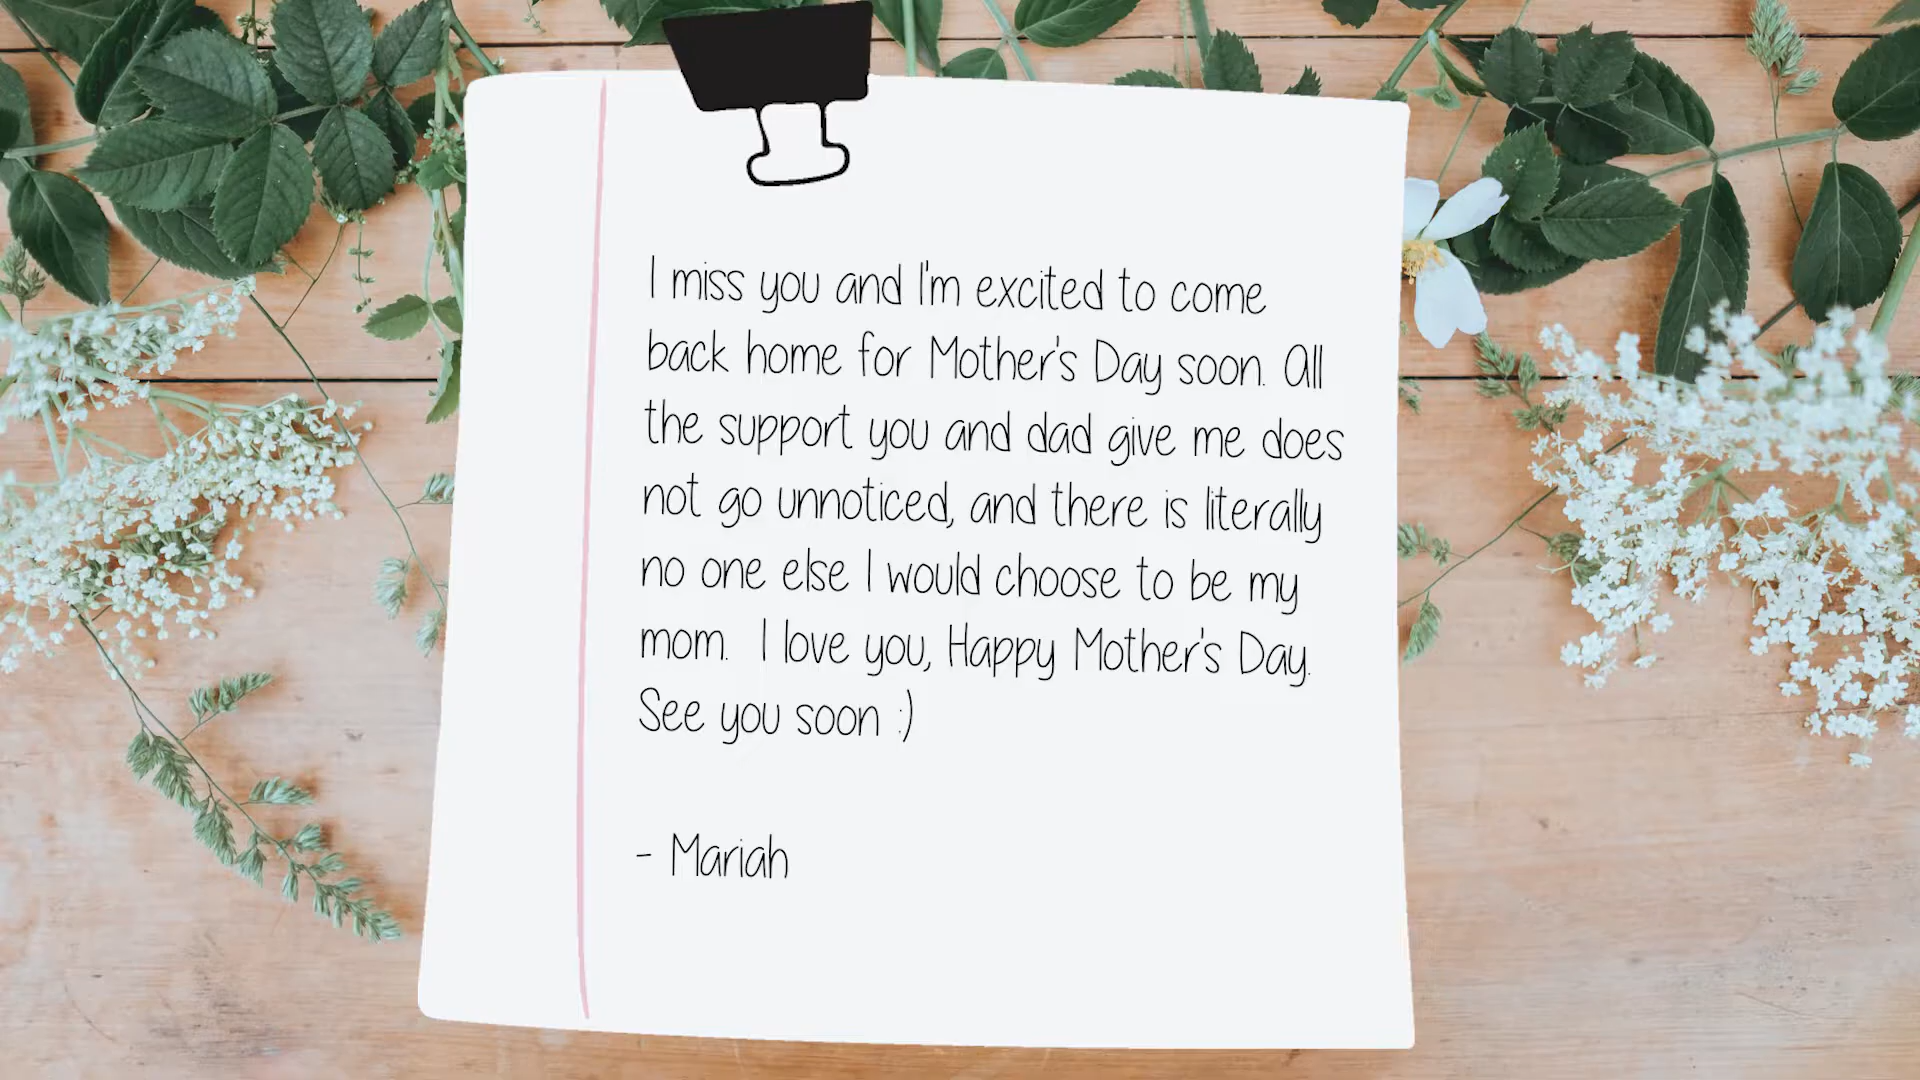 I miss you and I'm excited to come
back home for Mother's Day soon. All
the support you and dad give me does
not go unnoticed, and there is literally
no one else I would choose to be my
mom.  I love you, Happy Mother's Day.
See you soon :)
- Mariah